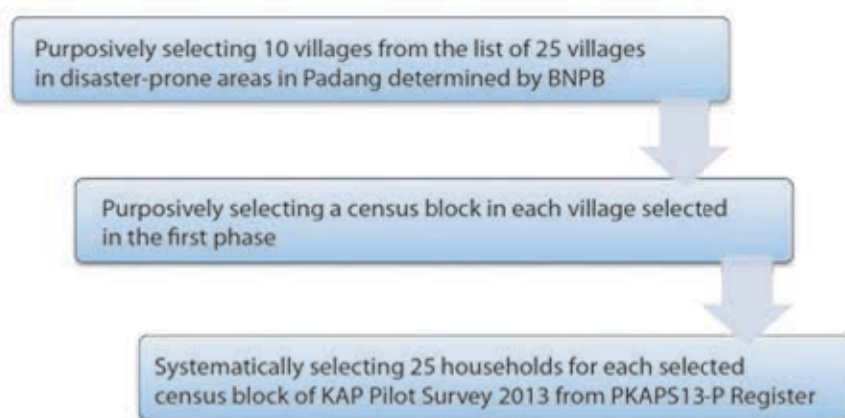 Purposively selecting 10 villages from the list of 25 villages
in disaster-prone areas in Padang determined by BNPB
Purposively selecting a census block in each village selected
in the first phase
Systematically selecting 25 households for each selected
census block of KAP Pilot Survey 2013 from PKAPS13-P Register